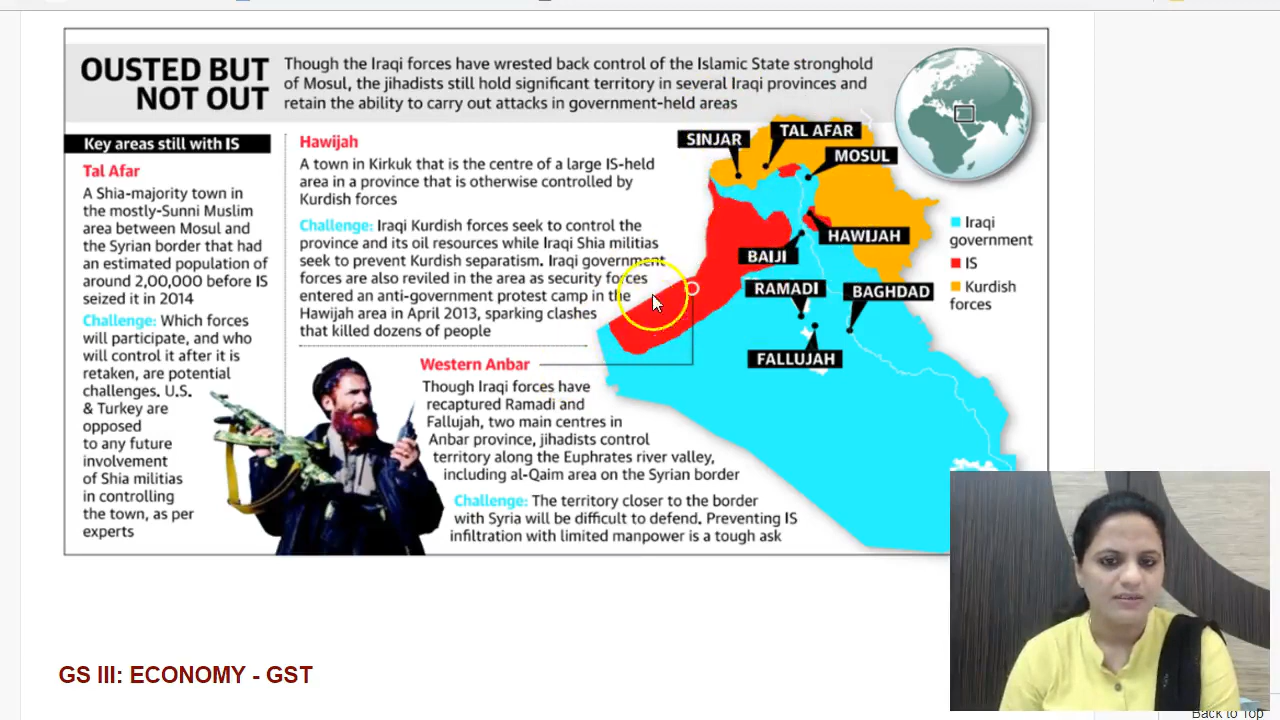 OUSTED BUT
NOT OUT
Though the Iraqi forces have wrested back control of the Islamic State stronghold
of Mosul, the jihadists still hold significant territory in several Iraqi provinces and
retain the ability to carry out attacks in government-held areas
Key areas still with IS
Tal Afar
A Shia-majority town in
the mostly-Sunni Muslim
area between Mosul and
the Syrian border that had
an estimated population of
around 2,00,000 before IS
seized it in 2014
Challenge: Which forces
will participate, and who
will control it after it is
retaken, are potential
challenges. U.S.
& Turkey are
opposed
to any future
involvement
of Shia militias
in controlling
the town, as per
experts
Hawijah
A town in Kirkuk that is the centre of a large IS-held
area in a province that is otherwise controlled by
Kurdish forces
Challenge: Iraqi Kurdish forces seek to control the
province and its oil resources while Iraqi Shia militias
seek to prevent Kurdish separatism. Iraqi government
forces are also reviled in the area as security forces
entered an anti-government protest camp in the
Hawijah area in April 2013, sparking clashes
that killed dozens of people
Western Anbar
Though Iraqi forces have
recaptured Ramadi and
Fallujah, two main centres in
Anbar province, jihadists control
territory along the Euphrates river valley,
including al-Qaim area on the Syrian border
Challenge: The territory closer to the border
with Syria will be difficult to defend. Preventing IS
infiltration with limited manpower is a tough ask
SINJAR
TAL AFAR
MOSUL
HAWIJAH
BAIJI
RAMADI
BAGHDAD
FALLUJAH
Iraqi
government
IS
Kurdish
forces
GS III: ECONOMY - GST
Back to Top